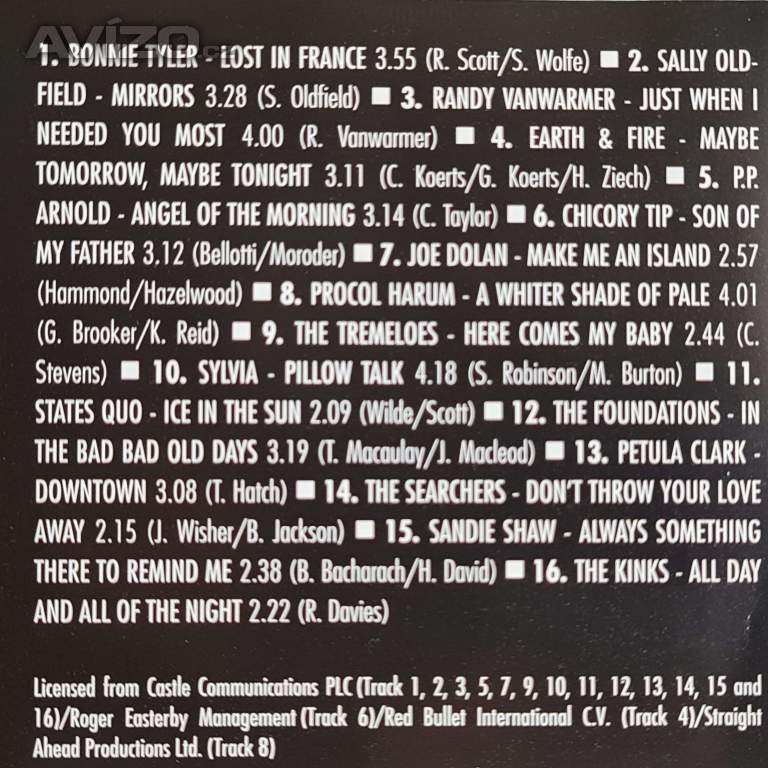 AVÍZO.cz
1. BONNIE TYLER - LOST IN FRANCE 3.55 (R. Scott/S. Wolfe) ■ 2. SALLY OLD-
FIELD - MIRRORS 3.28 (S. Oldfield) ■ 3. RANDY VANWARMER - JUST WHEN I
NEEDED YOU MOST 4.00 (R. Vanwarmer) ■ 4. EARTH & FIRE - MAYBE
TOMORROW, MAYBE TONIGHT 3.11 (C. Koerts/G. Koerts/H. Ziech) ■ 5. P.P.
ARNOLD - ANGEL OF THE MORNING 3.14 (C. Taylor) ■ 6. CHICORY TIP - SON OF
MY FATHER 3.12 (Bellotti/Moroder) ■ 7. JOE DOLAN - MAKE ME AN ISLAND 2.57
(Hammond/Hazelwood) ■ 8. PROCOL HARUM - A WHITER SHADE OF PALE 4.01
(G. Brooker/K. Reid) ■ 9. THE TREMELOES - HERE COMES MY BABY 2.44 (C.
Stevens) ■ 10. SYLVIA - PILLOW TALK 4.18 (S. Robinson/M. Burton) ■ 11.
STATES QUO - ICE IN THE SUN 2.09 (Wilde/Scott) ■ 12. THE FOUNDATIONS - IN
THE BAD BAD OLD DAYS 3.19 (T. Macaulay/J. Macleod) ■ 13. PETULA CLARK -
DOWNTOWN 3.08 (T. Hatch) ■ 14. THE SEARCHERS - DON'T THROW YOUR LOVE
AWAY 2.15 (J. Wisher/B. Jackson) ■ 15. SANDIE SHAW - ALWAYS SOMETHING
THERE TO REMIND ME 2.38 (B. Bacharach/H. David) ■ 16. THE KINKS - ALL DAY
AND ALL OF THE NIGHT 2.22 (R. Davies)
Licensed from Castle Communications PLC (Track 1, 2, 3, 5, 7, 9, 10, 11, 12, 13, 14, 15 and
16)/Roger Easterby Management (Track 6)/Red Bullet International C.V. (Track 4)/Straight
Ahead Productions Ltd. (Track 8)